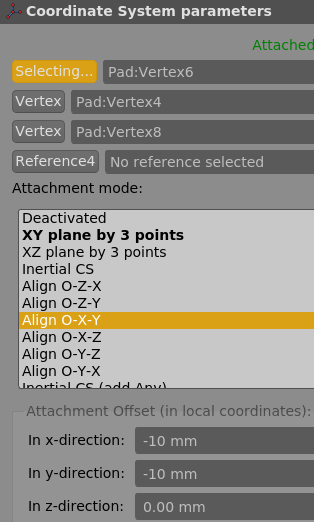 Coordinate System parameters
Attached
Selecting... Pad:Vertex6
Vertex Pad:Vertex4
Vertex Pad:Vertex8
Reference4 No reference selected
Attachment mode:
Deactivated
XY plane by 3 points
XZ plane by 3 points
Inertial CS
Align O-Z-X
Align O-Z-Y
Align O-X-Y
Align O-X-Z
Align O-Y-Z
Align O-Y-X
Inertial CS (add Any)
Attachment Offset (in local coordinates):
In x-direction: -10 mm
In y-direction: -10 mm
In z-direction: 0.00 mm